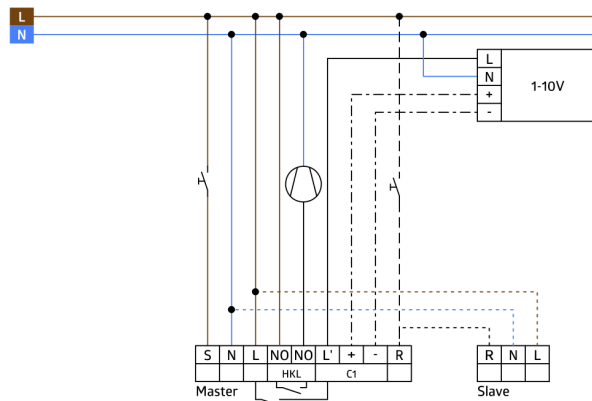 L
N
L
N
1-10V
+
-
S N L NO NO L' + - R
HKL C1
Master
R N L
Slave